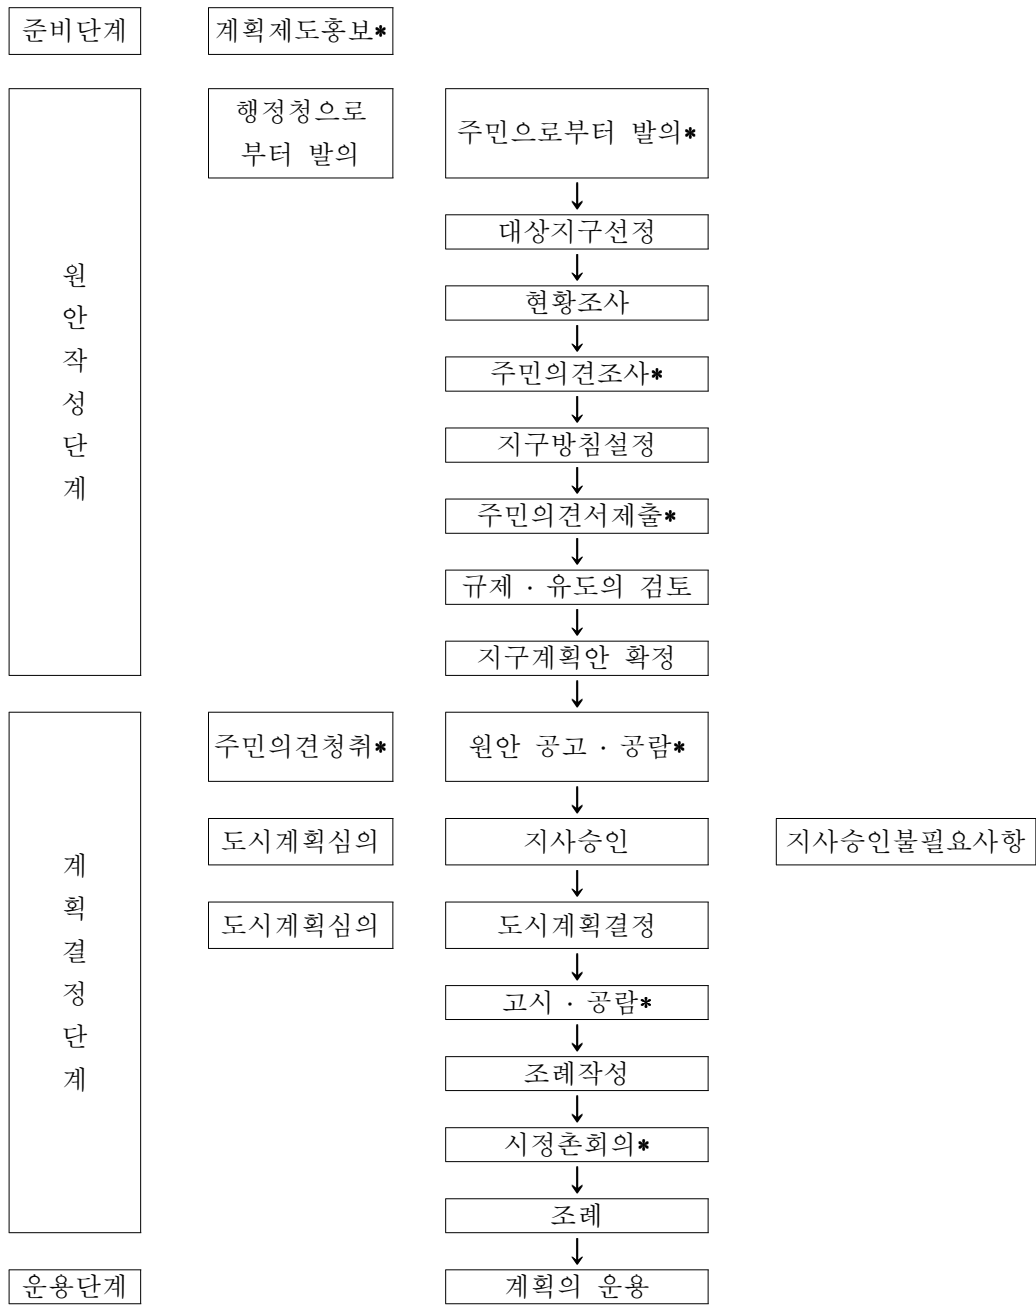 준비단계
계획제도홍보*
원
안
작
성
단
계
행정청으로
부터 발의
주민으로부터 발의*
↓
대상지구선정
↓
현황조사
↓
주민의견조사*
↓
지구방침설정
↓
주민의견서제출*
↓
규제 · 유도의 검토
↓
지구계획안 확정
↓
계
획
결
정
단
계
주민의견청취*
원안 공고 · 공람*
↓
도시계획심의
지사승인
지사승인불필요사항
↓
도시계획심의
도시계획결정
↓
고시 · 공람*
↓
조례작성
↓
시정촌회의*
↓
조례
↓
운용단계
계획의 운용